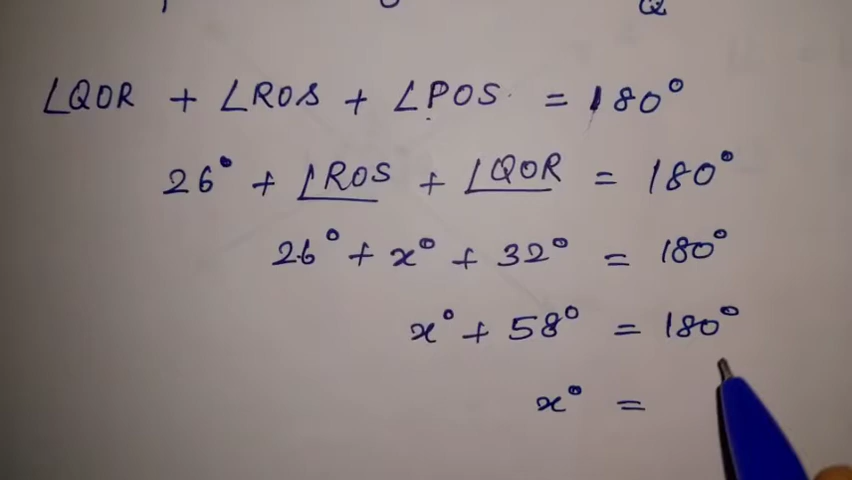 Q
∠QOR + ∠ROS + ∠POS = 180°
26° + ∠ROS + ∠QOR = 180°
26° + x° + 32° = 180°
x° + 58° = 180°
x° =